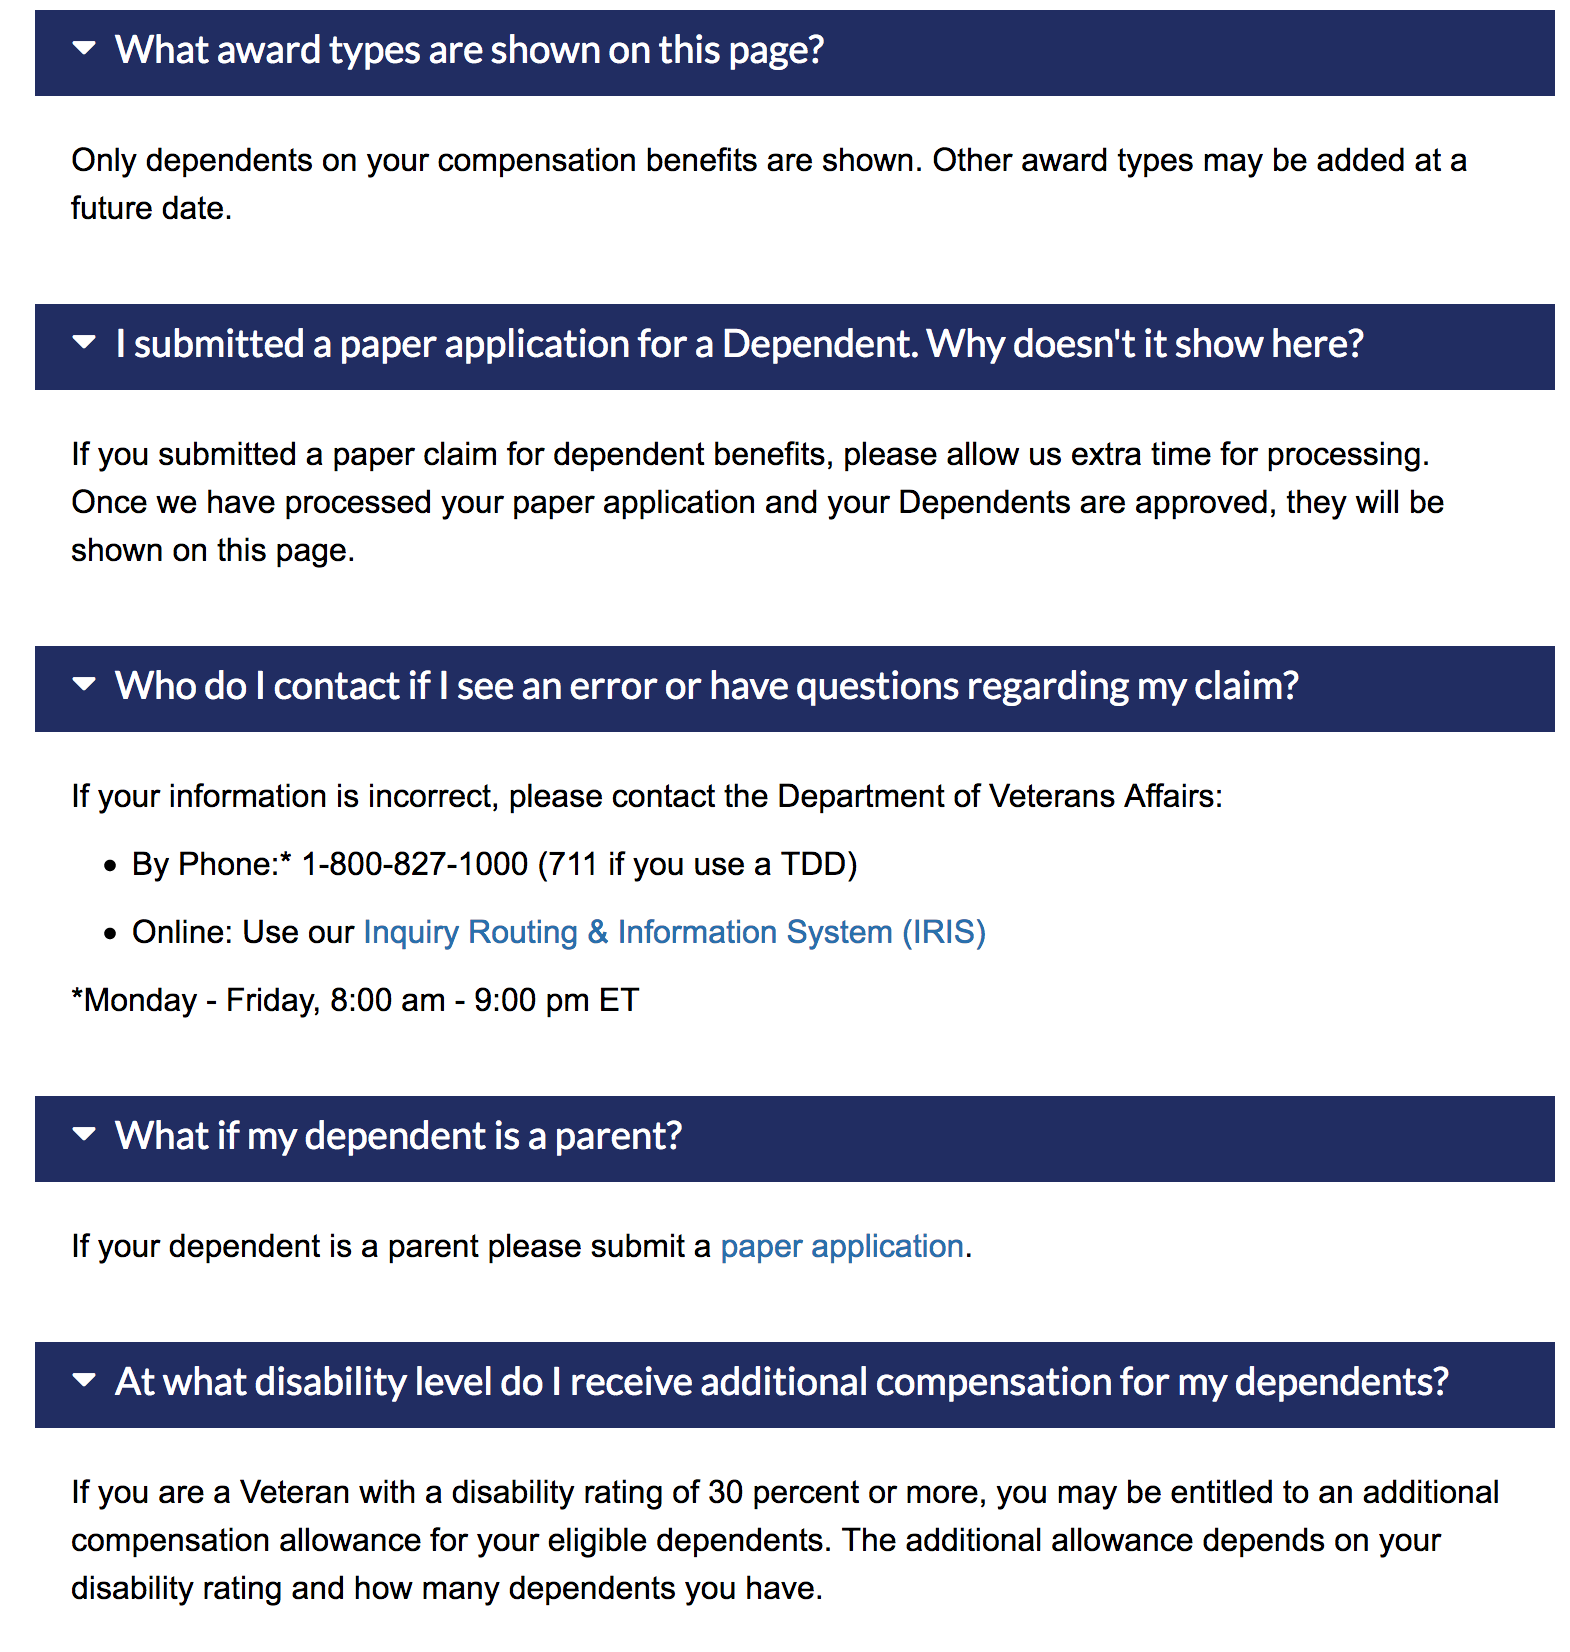 What award types are shown on this page?
Only dependents on your compensation benefits are shown. Other award types may be added at a
future date.
I submitted a paper application for a Dependent. Why doesn't it show here?
If you submitted a paper claim for dependent benefits, please allow us extra time for processing.
Once we have processed your paper application and your Dependents are approved, they will be
shown on this page.
Who do I contact if I see an error or have questions regarding my claim?
If your information is incorrect, please contact the Department of Veterans Affairs:
• By Phone:* 1-800-827-1000 (711 if you use a TDD)
• Online: Use our Inquiry Routing & Information System (IRIS)
*Monday - Friday, 8:00 am - 9:00 pm ET
What if my dependent is a parent?
If your dependent is a parent please submit a paper application.
At what disability level do I receive additional compensation for my dependents?
If you are a Veteran with a disability rating of 30 percent or more, you may be entitled to an additional
compensation allowance for your eligible dependents. The additional allowance depends on your
disability rating and how many dependents you have.